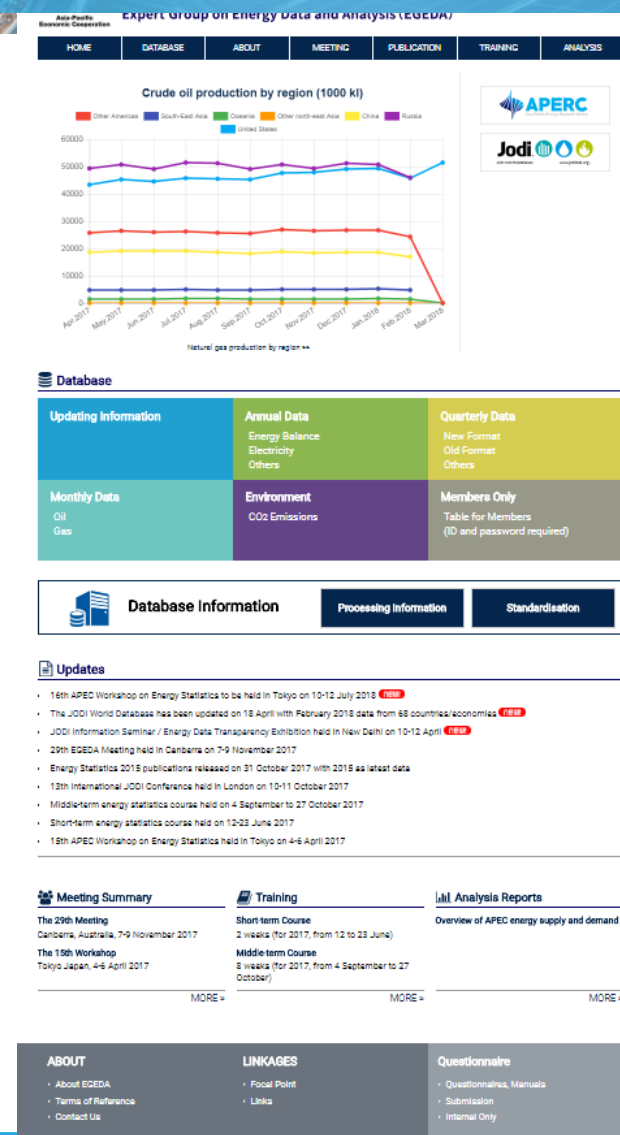 Asia-Pacific
Economic Cooperation
Expert Group on Energy Data and Analysis (EGEDA)
HOME DATABASE ABOUT MEETING PUBLICATION TRAINING ANALYSIS
Crude oil production by region (1000 kl)
Other Americas South-East Asia Oceania Other north-east Asia China Russia
United States
60000
50000
40000
30000
20000
10000
0
Apr.2017 May.2017 Jun.2017 Jul.2017 Aug.2017 Sep.2017 Oct.2017 Nov.2017 Dec.2017 Jan.2018 Feb.2018 Mar.2018
Natural gas production by region »»
APERC
Jodi
Database
Updating Information
Annual Data
Energy Balance
Electricity
Others
Quarterly Data
New Format
Old Format
Others
Monthly Data
Oil
Gas
Environment
CO2 Emissions
Members Only
Table for Members
(ID and password required)
Database Information
Processing Information
Standardisation
Updates
16th APEC Workshop on Energy Statistics to be held in Tokyo on 10-12 July 2018 new
The JODI World Database has been updated on 18 April with February 2018 data from 68 countries/economies new
JODI Information Seminar / Energy Data Transparency Exhibition held in New Delhi on 10-12 April new
29th EGEDA Meeting held in Canberra on 7-9 November 2017
Energy Statistics 2015 publications released on 31 October 2017 with 2015 as latest data
13th International JODI Conference held in London on 10-11 October 2017
Middle-term energy statistics course held on 4 September to 27 October 2017
Short-term energy statistics course held on 12-23 June 2017
15th APEC Workshop on Energy Statistics held in Tokyo on 4-6 April 2017
Meeting Summary
The 29th Meeting
Canberra, Australia, 7-9 November 2017
The 15th Workshop
Tokyo Japan, 4-6 April 2017
MORE »
Training
Short-term Course
2 weeks (for 2017, from 12 to 23 June)
Middle-term Course
8 weeks (for 2017, from 4 September to 27
October)
MORE »
Analysis Reports
Overview of APEC energy supply and demand
MORE »
ABOUT
About EGEDA
Terms of Reference
Contact Us
LINKAGES
Focal Point
Links
Questionnaire
Questionnaires, Manuals
Submission
Internal Only